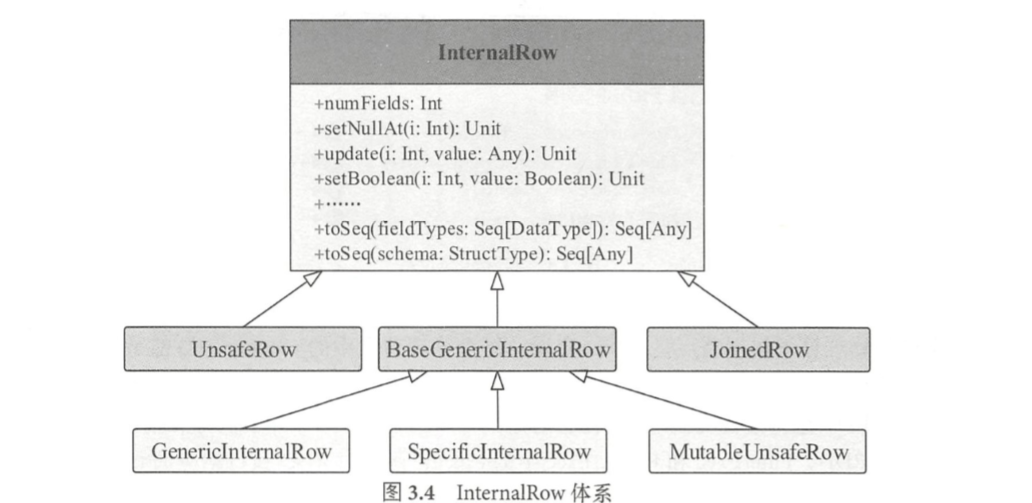 InternalRow
+numFields: Int
+setNullAt(i: Int): Unit
+update(i: Int, value: Any): Unit
+setBoolean(i: Int, value: Boolean): Unit
+······
+toSeq(fieldTypes: Seq[DataType]): Seq[Any]
+toSeq(schema: StructType): Seq[Any]
UnsafeRow
BaseGenericInternalRow
JoinedRow
GenericInternalRow
SpecificInternalRow
MutableUnsafeRow
图 3.4 InternalRow 体系